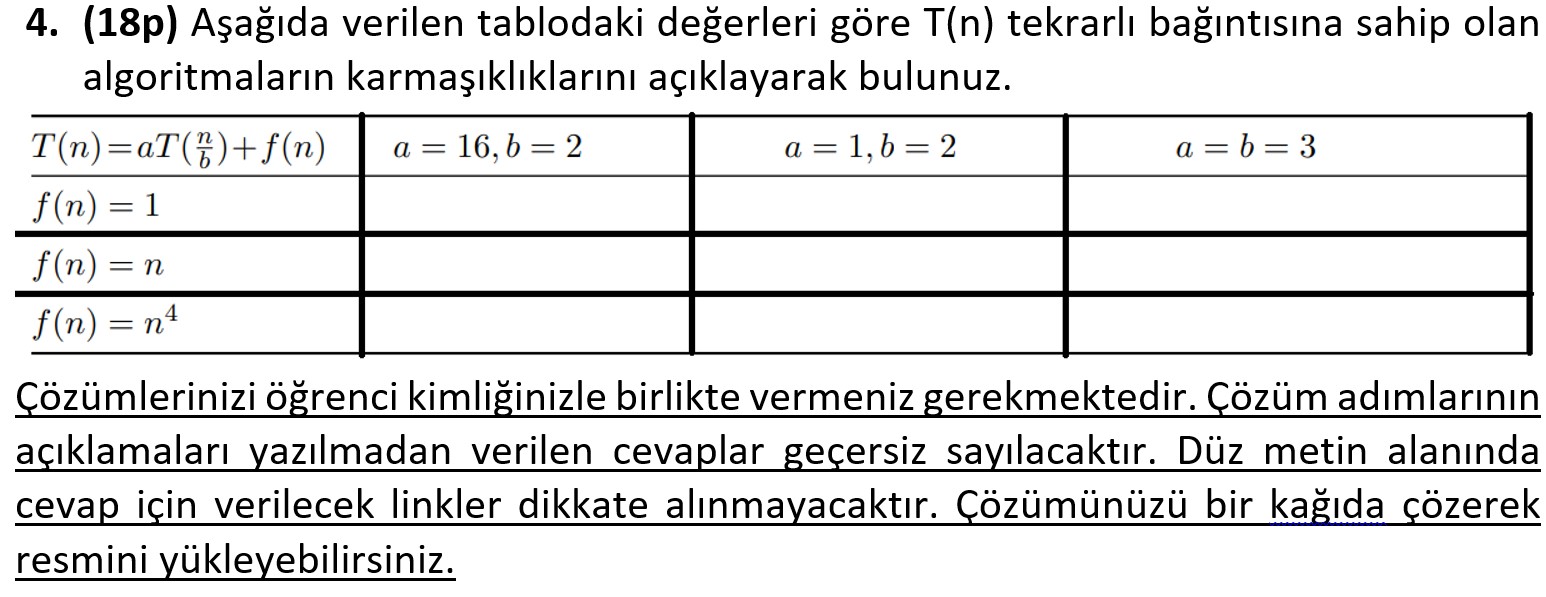 4. (18p) Aşağıda verilen tablodaki değerleri göre T(n) tekrarlı bağıntısına sahip olan
algoritmaların karmaşıklıklarını açıklayarak bulunuz.
T(n)=aT(n/b)+f(n) a = 16, b = 2 a = 1, b = 2 a = b = 3
f(n) = 1
f(n) = n
f(n) = n⁴
Çözümlerinizi öğrenci kimliğinizle birlikte vermeniz gerekmektedir. Çözüm adımlarının
açıklamaları yazılmadan verilen cevaplar geçersiz sayılacaktır. Düz metin alanında
cevap için verilecek linkler dikkate alınmayacaktır. Çözümünüzü bir kağıda çözerek
resmini yükleyebilirsiniz.